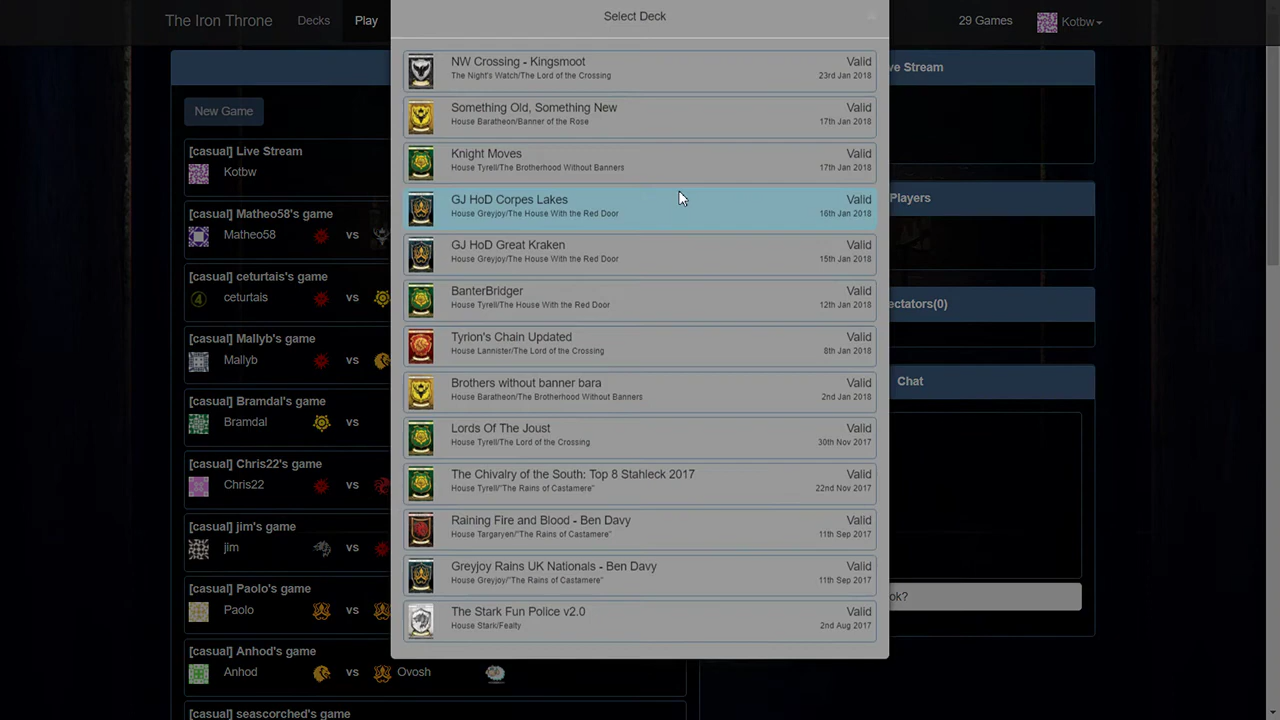 The Iron Throne
Decks
Play
29 Games
Kotbw
Select Deck
NW Crossing - Kingsmoot
Valid
The Night's Watch/The Lord of the Crossing
23rd Jan 2018
Something Old, Something New
Valid
House Baratheon/Banner of the Rose
17th Jan 2018
Knight Moves
Valid
House Tyrell/The Brotherhood Without Banners
17th Jan 2018
GJ HoD Corpes Lakes
Valid
House Greyjoy/The House With the Red Door
16th Jan 2018
GJ HoD Great Kraken
Valid
House Greyjoy/The House With the Red Door
15th Jan 2018
BanterBridger
Valid
House Tyrell/The House With the Red Door
12th Jan 2018
Tyrion's Chain Updated
Valid
House Lannister/The Lord of the Crossing
8th Jan 2018
Brothers without banner bara
Valid
House Baratheon/The Brotherhood Without Banners
2nd Jan 2018
Lords Of The Joust
Valid
House Tyrell/The Lord of the Crossing
30th Nov 2017
The Chivalry of the South: Top 8 Stahleck 2017
Valid
House Tyrell/"The Rains of Castamere"
22nd Nov 2017
Raining Fire and Blood - Ben Davy
Valid
House Targaryen/"The Rains of Castamere"
11th Sep 2017
Greyjoy Rains UK Nationals - Ben Davy
Valid
House Greyjoy/"The Rains of Castamere"
11th Sep 2017
The Stark Fun Police v2.0
Valid
House Stark/Fealty
2nd Aug 2017
New Game
[casual] Live Stream
Kotbw
[casual] Matheo58's game
Matheo58
vs
[casual] ceturtais's game
4
ceturtais
vs
[casual] Mallyb's game
Mallyb
vs
[casual] Bramdal's game
Bramdal
vs
[casual] Chris22's game
Chris22
vs
[casual] jim's game
jim
vs
[casual] Paolo's game
Paolo
vs
[casual] Anhod's game
Anhod
vs
Ovosh
[casual] seascorched's game
ve Stream
Players
ectators(0)
Chat
ok?